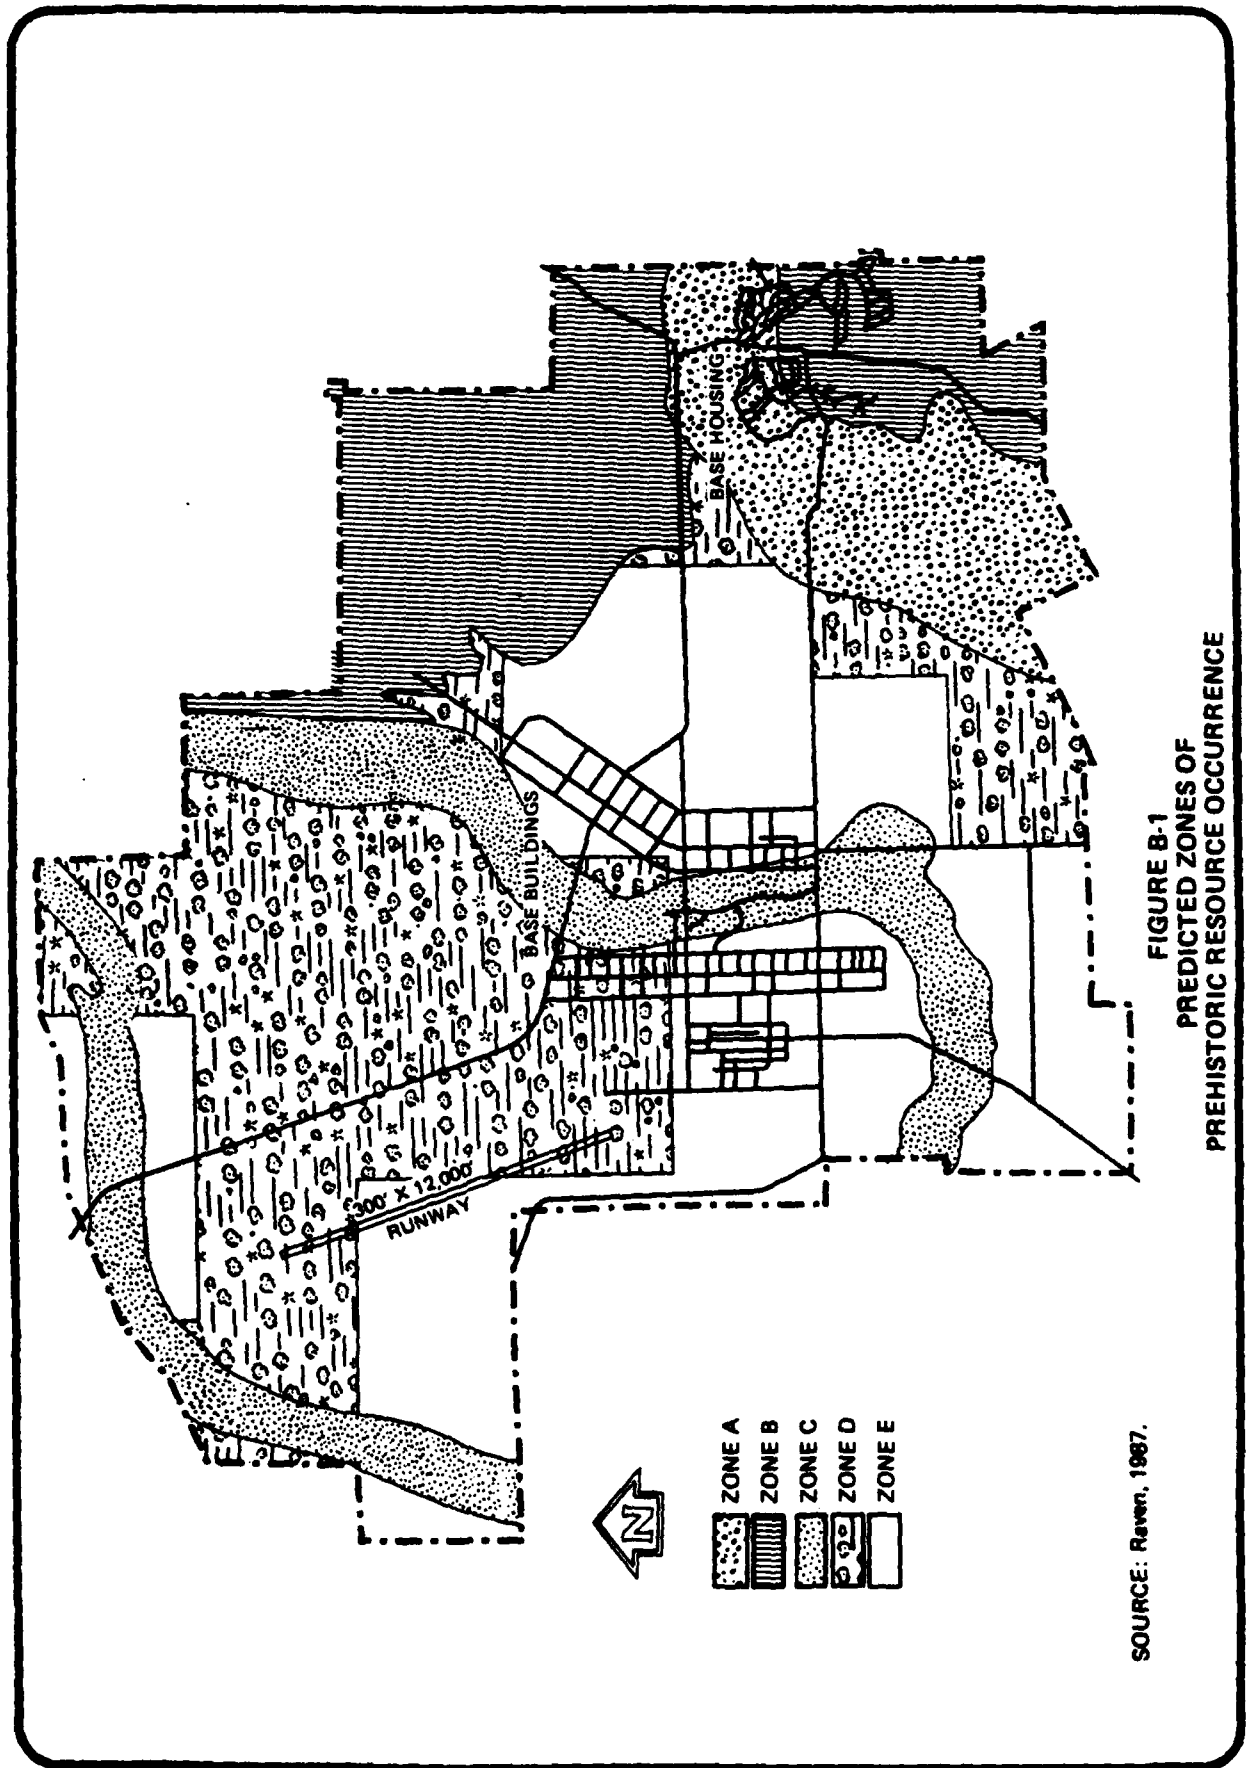 300' X 12,000'
RUNWAY
BASE BUILDINGS
BASE HOUSING
N
ZONE A
ZONE B
ZONE C
ZONE D
ZONE E
SOURCE: Raven, 1987.
FIGURE B-1
PREDICTED ZONES OF
PREHISTORIC RESOURCE OCCURRENCE